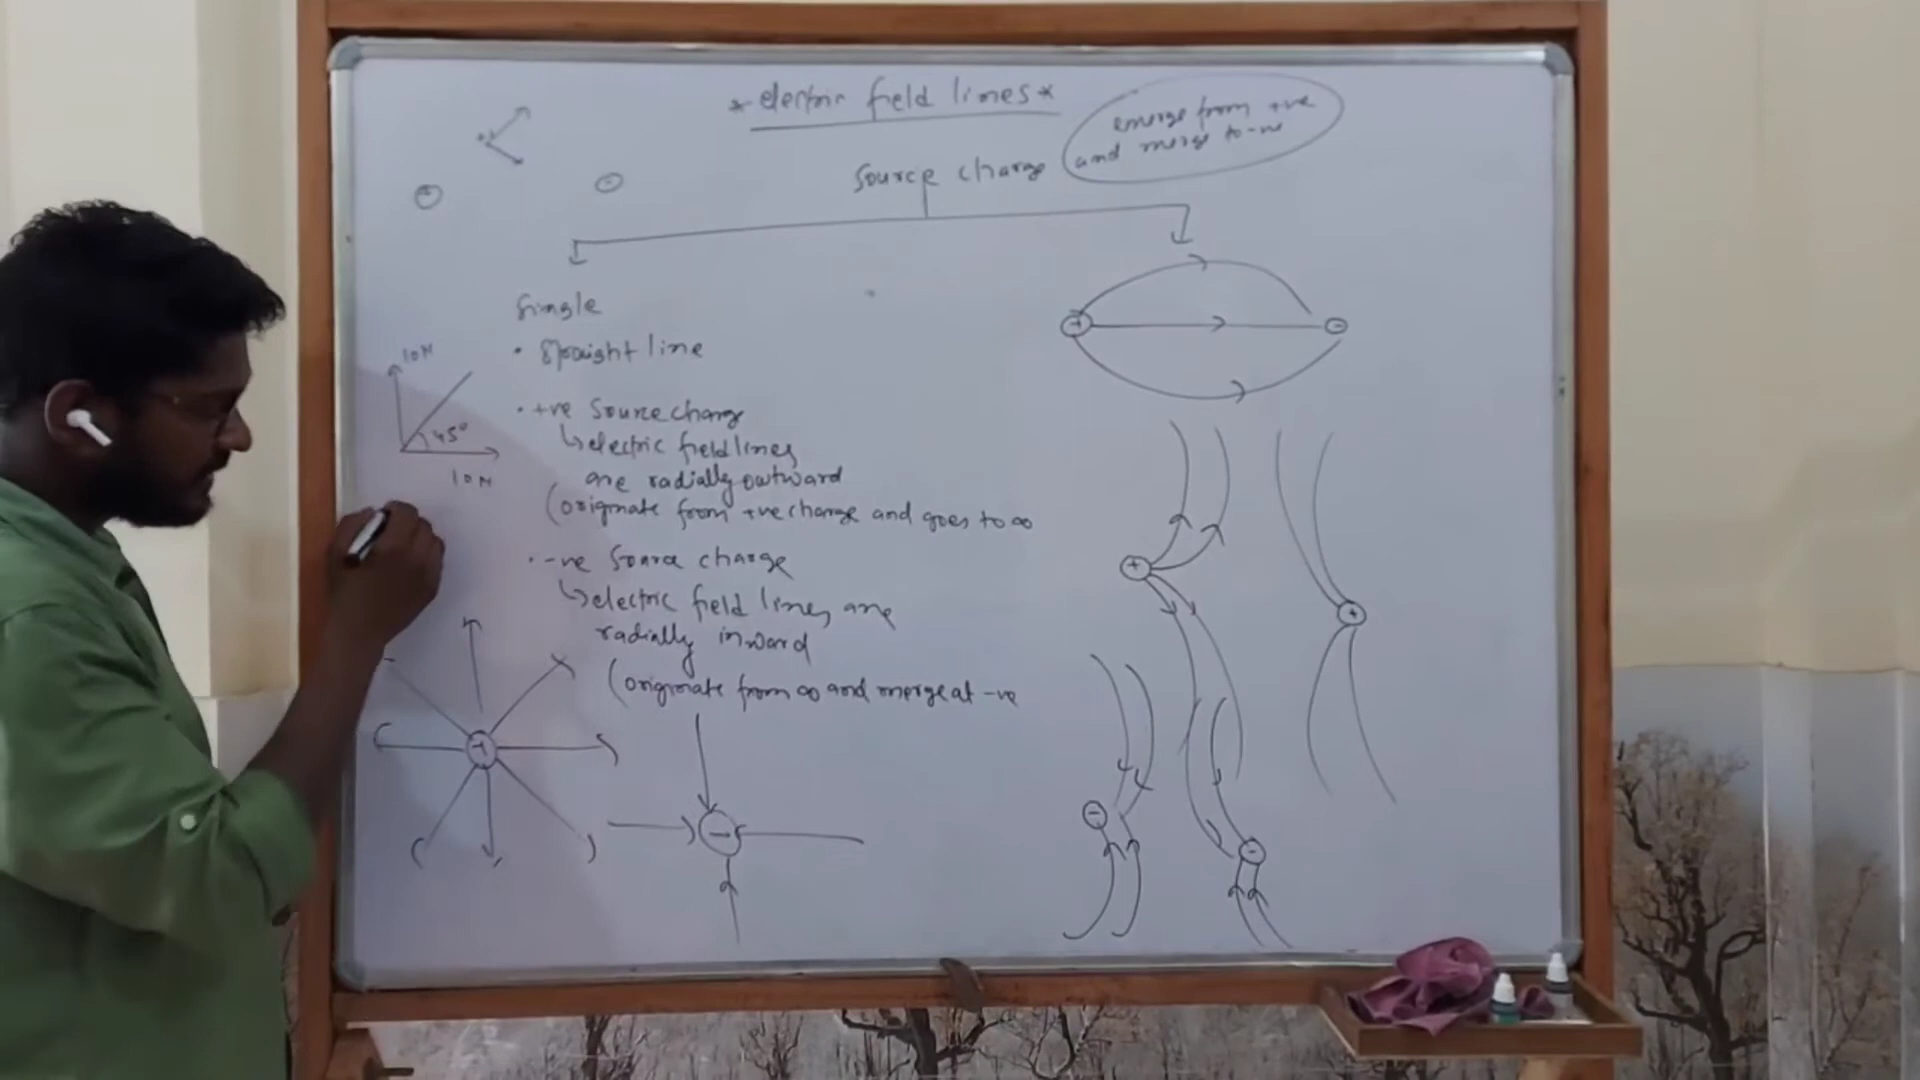 * electric field lines *
emerge from +ve
and merge to -ve
Source charge
Single
• Straight line
10N
45°
10N
• +ve Source charge
↳ electric field lines
are radially outward
(originate from +ve charge and goes to ∞
• -ve Source charge
↳ electric field lines are
radially inward
(originate from ∞ and merge at -ve